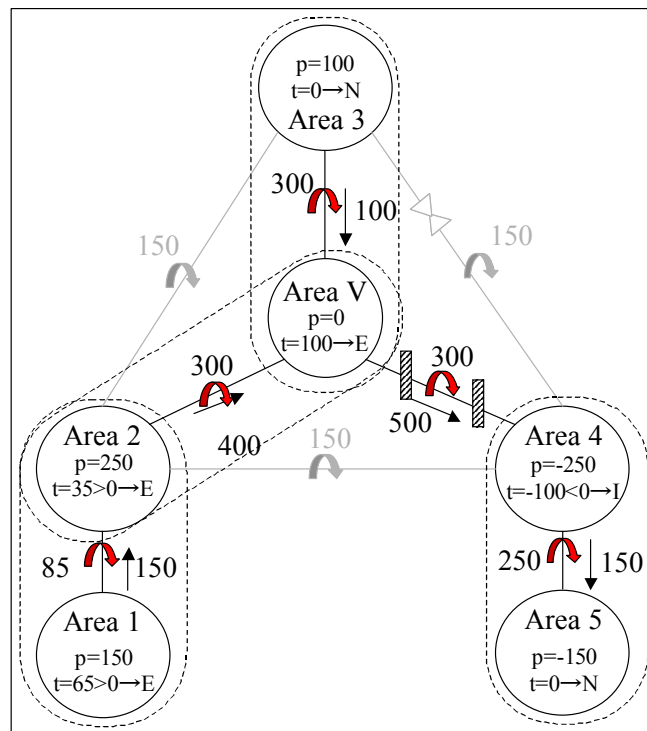 p=100
t=0→N
Area 3
300
100
150
150
Area V
p=0
t=100→E
300
300
500
400
Area 2
p=250
t=35>0→E
150
Area 4
p=-250
t=-100<0→I
85
150
250
150
Area 1
p=150
t=65>0→E
Area 5
p=-150
t=0→N